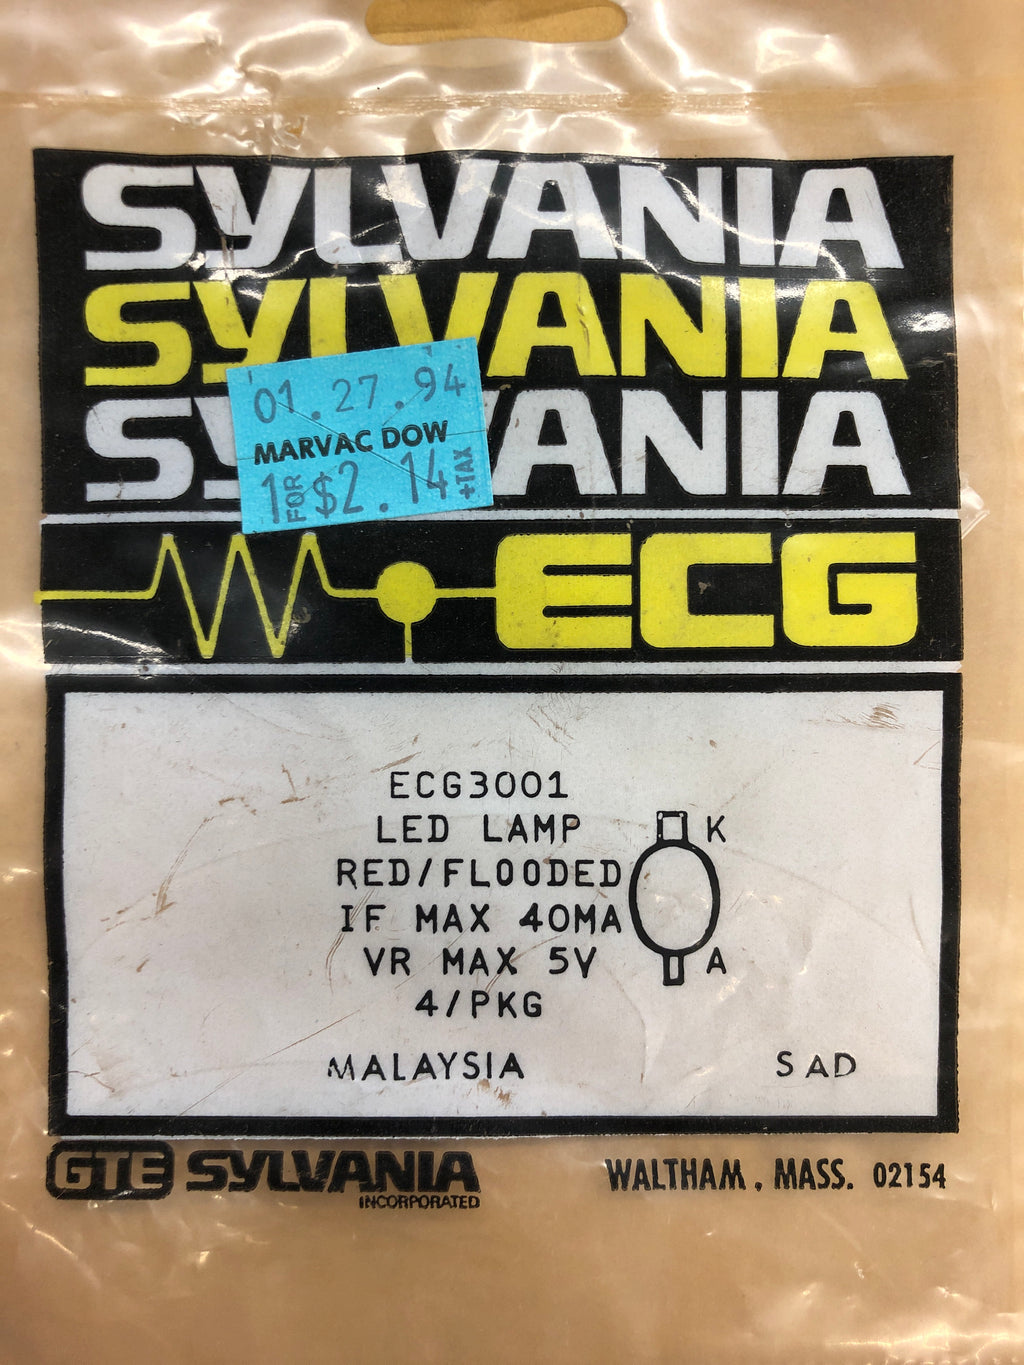 SYLVANIA
SYLVANIA
SYLVANIA
'01.27.94
MARVAC DOW
1 FOR $2.14 +TAX
ECG
ECG3001
LED LAMP
K
RED/FLOODED
IF MAX 40MA
VR MAX 5V
A
4/PKG
MALAYSIA SAD
GTE SYLVANIA
INCORPORATED
WALTHAM, MASS. 02154